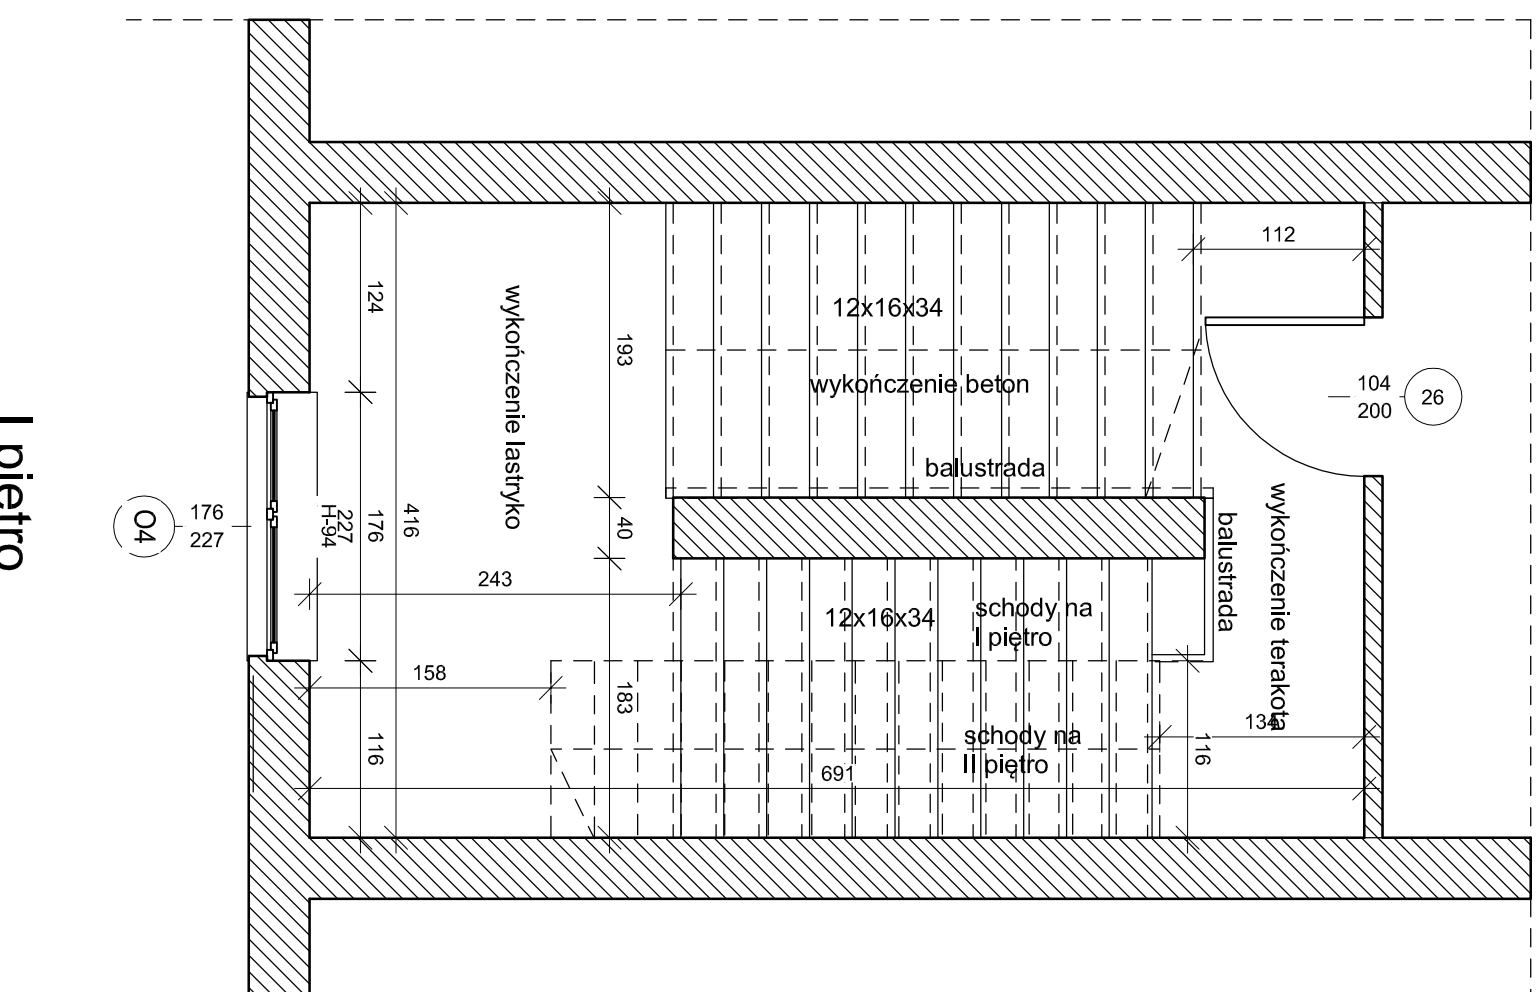 I piętro
112
124
12x16x34
193
wykończenie lastryko
wykończenie beton
104
200
26
balustrada
O4
176
227
H-94
227
176
416
40
balustrada
wykończenie terakota
243
12x16x34
schody na
I piętro
158
183
116
schody na
II piętro
116
691